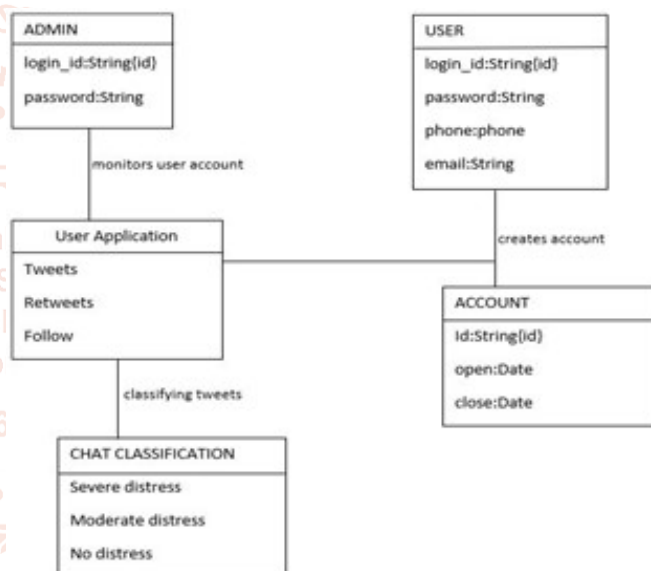 ADMIN
login_id:String{id}
password:String
monitors user account
USER
login_id:String{id}
password:String
phone:phone
email:String
creates account
User Application
Tweets
Retweets
Follow
ACCOUNT
Id:String{id}
open:Date
close:Date
classifying tweets
CHAT CLASSIFICATION
Severe distress
Moderate distress
No distress